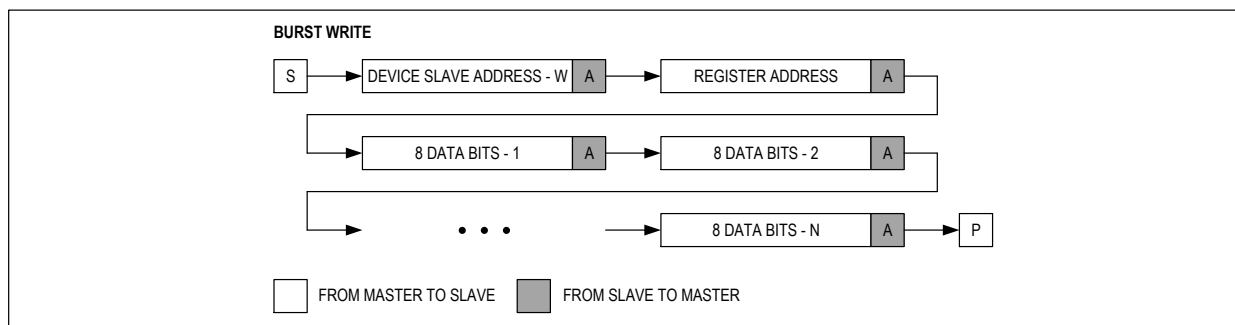 BURST WRITE
S DEVICE SLAVE ADDRESS - W A REGISTER ADDRESS A
8 DATA BITS - 1 A 8 DATA BITS - 2 A
• • • 8 DATA BITS - N A P
FROM MASTER TO SLAVE FROM SLAVE TO MASTER